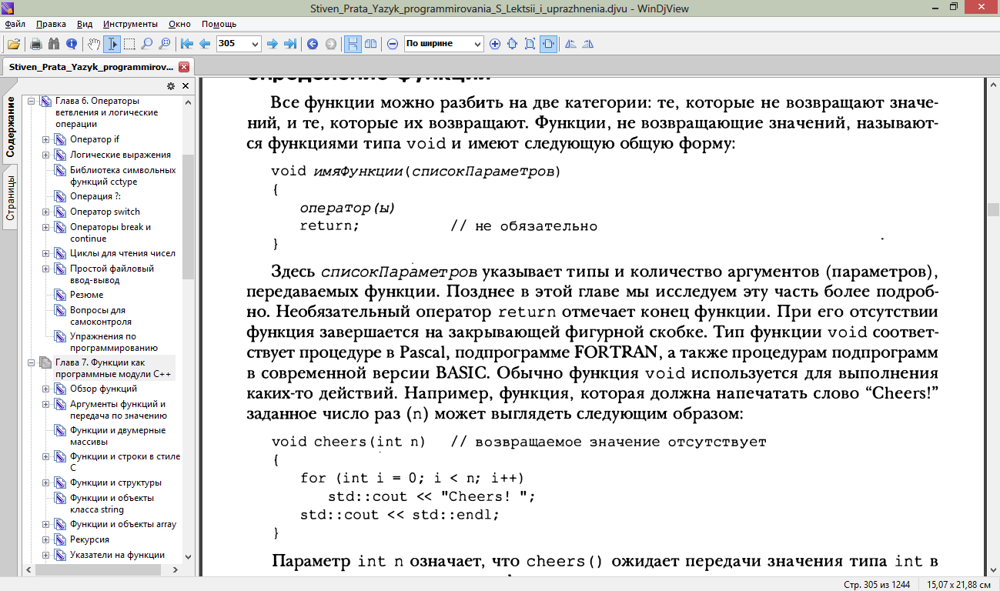 Stiven_Prata_Yazyk_programmirovania_S_Lektsii_i_uprazhnenia.djvu - WinDjView
Файл Правка Вид Инструменты Окно Помощь
305
По ширине
Stiven_Prata_Yazyk_programmirov...
Содержание
Страницы
Глава 6. Операторы
ветвления и логические
операции
Оператор if
Логические выражения
Библиотека символьных
функций cctype
Операция ?:
Оператор switch
Операторы break и
continue
Циклы для чтения чисел
Простой файловый
ввод-вывод
Резюме
Вопросы для
самоконтроля
Упражнения по
программированию
Глава 7. Функции как
программные модули C++
Обзор функций
Аргументы функций и
передача по значению
Функции и двумерные
массивы
Функции и строки в стиле
C
Функции и структуры
Функции и объекты
класса string
Функции и объекты array
Рекурсия
Указатели на функции
определение функции
Все функции можно разбить на две категории: те, которые не возвращают значе-
ний, и те, которые их возвращают. Функции, не возвращающие значений, называют-
ся функциями типа void и имеют следующую общую форму:
void имяФункции(списокПараметров)
{
оператор(ы)
return; // не обязательно
}
Здесь списокПараметров указывает типы и количество аргументов (параметров),
передаваемых функции. Позднее в этой главе мы исследуем эту часть более подроб-
но. Необязательный оператор return отмечает конец функции. При его отсутствии
функция завершается на закрывающей фигурной скобке. Тип функции void соответ-
ствует процедуре в Pascal, подпрограмме FORTRAN, а также процедурам подпрограмм
в современной версии BASIC. Обычно функция void используется для выполнения
каких-то действий. Например, функция, которая должна напечатать слово “Cheers!”
заданное число раз (n) может выглядеть следующим образом:
void cheers(int n) // возвращаемое значение отсутствует
{
for (int i = 0; i < n; i++)
std::cout << "Cheers! ";
std::cout << std::endl;
}
Параметр int n означает, что cheers() ожидает передачи значения типа int в
Стр. 305 из 1244
15,07 x 21,88 см